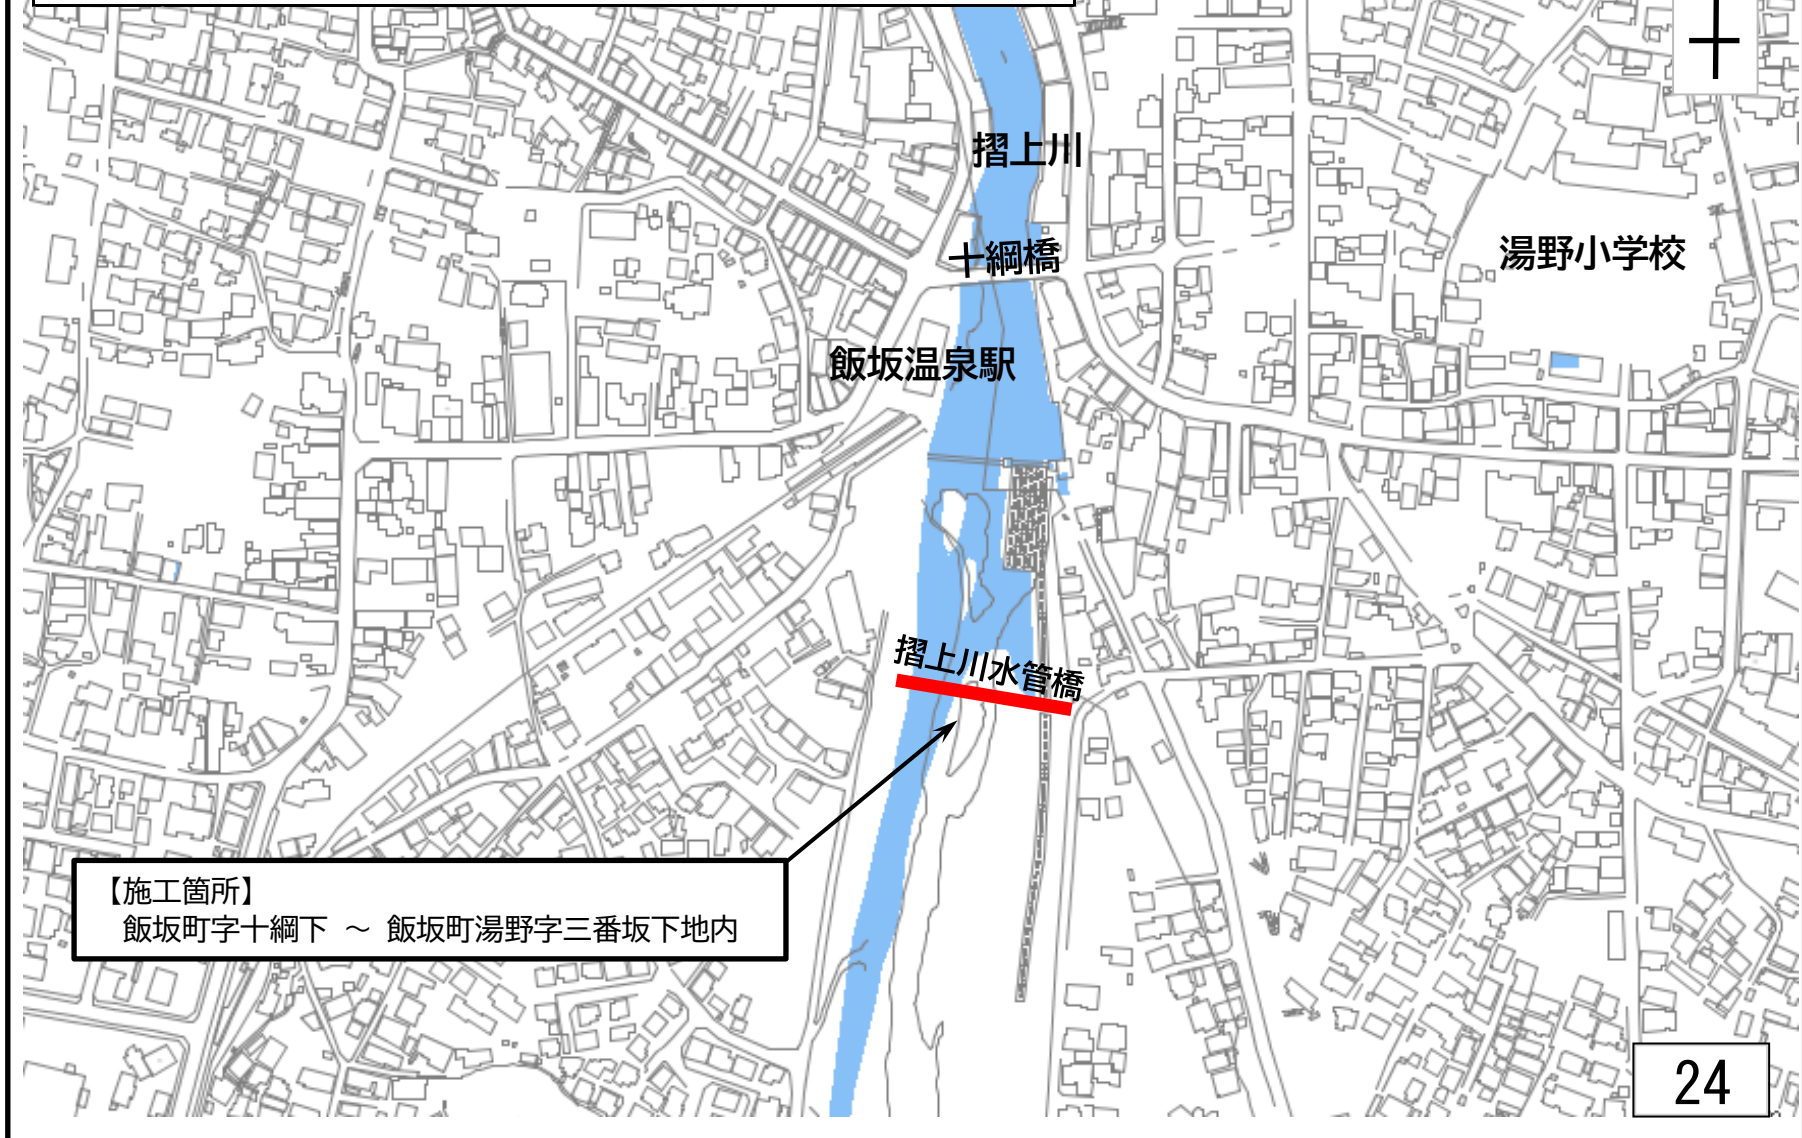 摺上川
十綱橋
湯野小学校
飯坂温泉駅
摺上川水管橋
【施工箇所】
飯坂町字十綱下 ～ 飯坂町湯野字三番坂下地内
24